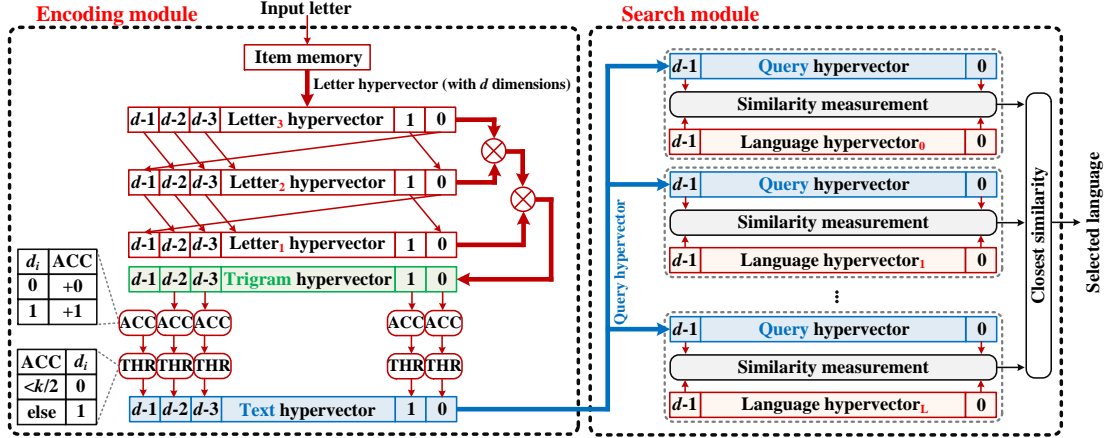 Encoding module
Input letter
Item memory
Letter hypervector (with d dimensions)
d-1 d-2 d-3 Letter3 hypervector 1 0
d-1 d-2 d-3 Letter2 hypervector 1 0
d-1 d-2 d-3 Letter1 hypervector 1 0
d-1 d-2 d-3 Trigram hypervector 1 0
di ACC
0 +0
1 +1
ACC ACC ACC ACC ACC
THR THR THR THR THR
ACC di
<k/2 0
else 1
d-1 d-2 d-3 Text hypervector 1 0
Query hypervector
Search module
d-1 Query hypervector 0
Similarity measurement
d-1 Language hypervector0 0
d-1 Query hypervector 0
Similarity measurement
d-1 Language hypervector1 0
...
d-1 Query hypervector 0
Similarity measurement
d-1 Language hypervectorL 0
Closest similarity
Selected language